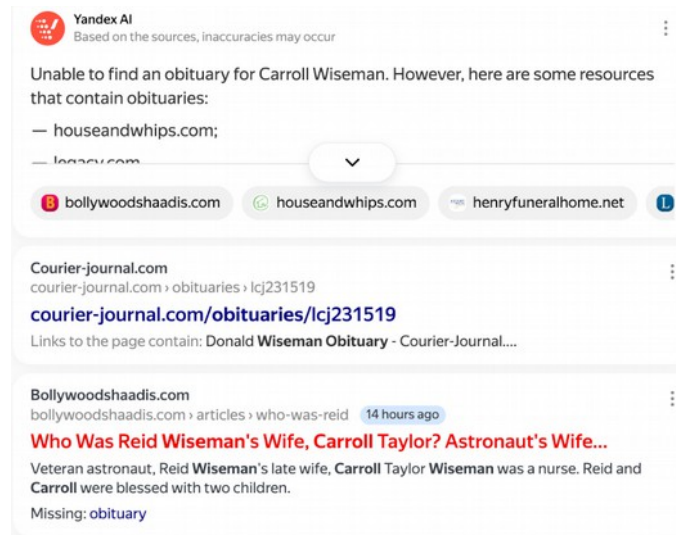 Yandex AI
Based on the sources, inaccuracies may occur
Unable to find an obituary for Carroll Wiseman. However, here are some resources
that contain obituaries:
— houseandwhips.com;
— legacy.com
bollywoodshaadis.com houseandwhips.com henryfuneralhome.net L
Courier-journal.com
courier-journal.com › obituaries › lcj231519
courier-journal.com/obituaries/lcj231519
Links to the page contain: Donald Wiseman Obituary - Courier-Journal....
Bollywoodshaadis.com
bollywoodshaadis.com › articles › who-was-reid 14 hours ago
Who Was Reid Wiseman's Wife, Carroll Taylor? Astronaut's Wife...
Veteran astronaut, Reid Wiseman's late wife, Carroll Taylor Wiseman was a nurse. Reid and
Carroll were blessed with two children.
Missing: obituary